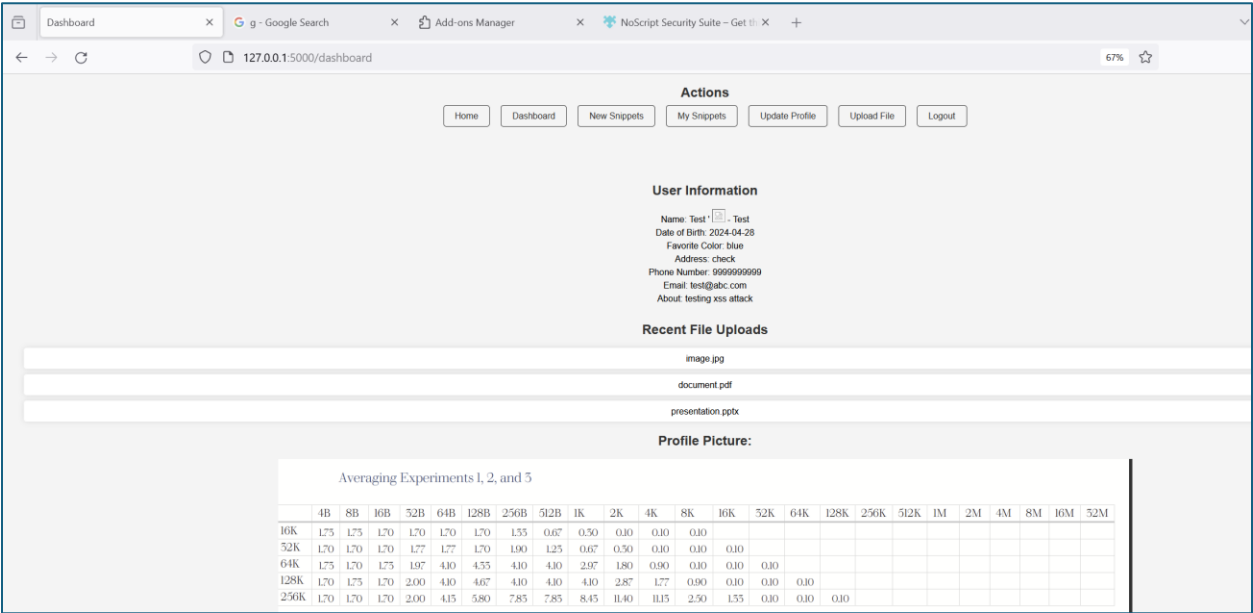 Dashboard
g - Google Search
Add-ons Manager
NoScript Security Suite – Get th
127.0.0.1:5000/dashboard
67%
Actions
Home
Dashboard
New Snippets
My Snippets
Update Profile
Upload File
Logout
User Information
Name: Test ' - Test
Date of Birth: 2024-04-28
Favorite Color: blue
Address: check
Phone Number: 9999999999
Email: test@abc.com
About: testing xss attack
Recent File Uploads
image.jpg
document.pdf
presentation.pptx
Profile Picture:
Averaging Experiments 1, 2, and 3
4B 8B 16B 32B 64B 128B 256B 512B 1K 2K 4K 8K 16K 32K 64K 128K 256K 512K 1M 2M 4M 8M 16M 32M
16K 1.75 1.75 1.70 1.70 1.70 1.70 1.55 0.67 0.50 0.10 0.10 0.10
32K 1.70 1.70 1.70 1.77 1.77 1.70 1.90 1.25 0.67 0.50 0.10 0.10 0.10
64K 1.75 1.70 1.75 1.97 4.10 4.55 4.10 4.10 2.97 1.80 0.90 0.10 0.10 0.10
128K 1.70 1.75 1.70 2.00 4.10 4.67 4.10 4.10 4.10 2.87 1.77 0.90 0.10 0.10 0.10
256K 1.70 1.70 1.70 2.00 4.15 5.80 7.85 7.85 8.45 11.40 11.15 2.50 1.55 0.10 0.10 0.10